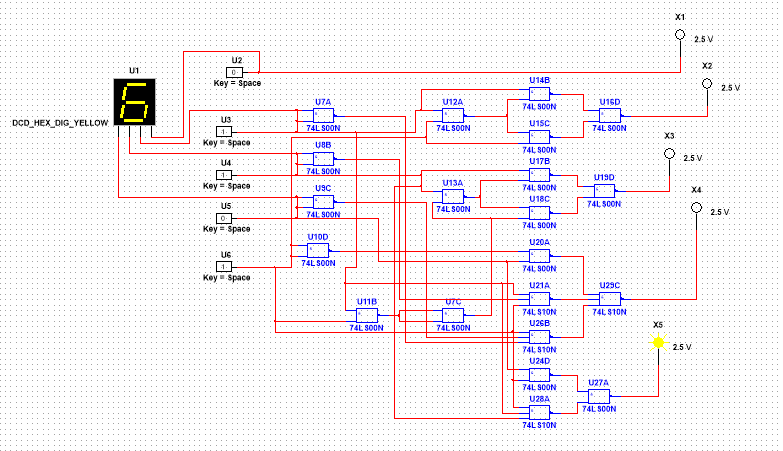 X1
2.5 V
U2
0
Key = Space
U1
6
DCD_HEX_DIG_YELLOW
X2
2.5 V
U14B
74LS00N
U7A
74LS00N
U12A
74LS00N
U16D
74LS00N
U3
1
Key = Space
U15C
74LS00N
X3
2.5 V
U8B
74LS00N
U4
1
Key = Space
U17B
74LS00N
U13A
74LS00N
U19D
74LS00N
U9C
74LS00N
X4
2.5 V
U5
0
Key = Space
U18C
74LS00N
U10D
74LS00N
U20A
74LS00N
U6
1
Key = Space
U21A
74LS10N
U29C
74LS10N
U11B
74LS00N
U7C
74LS00N
U26B
74LS10N
X5
2.5 V
U24D
74LS00N
U27A
74LS00N
U28A
74LS10N